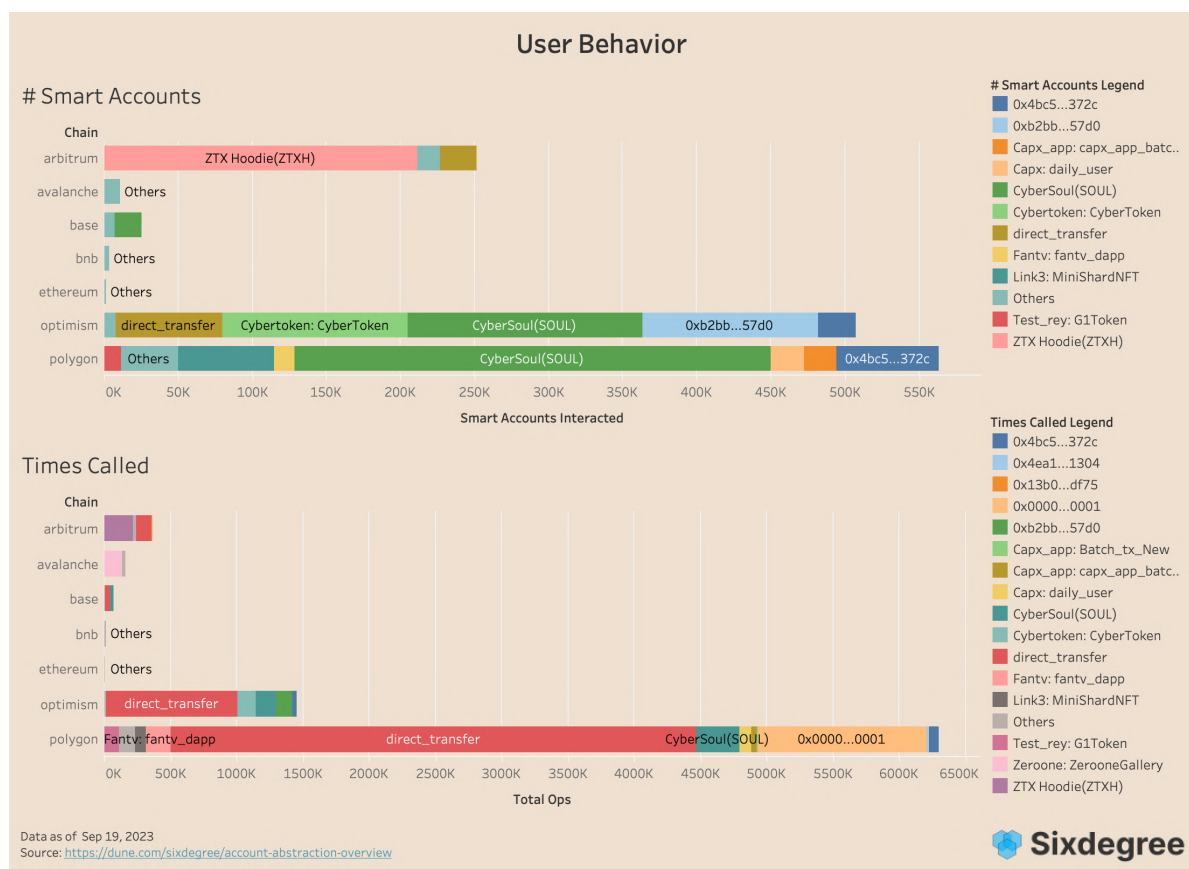 User Behavior
# Smart Accounts
Chain
arbitrum
ZTX Hoodie(ZTXH)
avalanche
Others
base
bnb
Others
ethereum
Others
optimism
direct_transfer
Cybertoken: CyberToken
CyberSoul(SOUL)
0xb2bb...57d0
polygon
Others
CyberSoul(SOUL)
0x4bc5...372c
0K 50K 100K 150K 200K 250K 300K 350K 400K 450K 500K 550K
Smart Accounts Interacted
# Smart Accounts Legend
0x4bc5...372c
0xb2bb...57d0
Capx_app: capx_app_batc..
Capx: daily_user
CyberSoul(SOUL)
Cybertoken: CyberToken
direct_transfer
Fantv: fantv_dapp
Link3: MiniShardNFT
Others
Test_rey: G1Token
ZTX Hoodie(ZTXH)
Times Called
Chain
arbitrum
avalanche
base
bnb
Others
ethereum
Others
optimism
direct_transfer
polygon
Fantv: fantv_dapp
direct_transfer
CyberSoul(SOUL)
0x0000...0001
0K 500K 1000K 1500K 2000K 2500K 3000K 3500K 4000K 4500K 5000K 5500K 6000K 6500K
Total Ops
Times Called Legend
0x4bc5...372c
0x4ea1...1304
0x13b0...df75
0x0000...0001
0xb2bb...57d0
Capx_app: Batch_tx_New
Capx_app: capx_app_batc..
Capx: daily_user
CyberSoul(SOUL)
Cybertoken: CyberToken
direct_transfer
Fantv: fantv_dapp
Link3: MiniShardNFT
Others
Test_rey: G1Token
Zeroone: ZerooneGallery
ZTX Hoodie(ZTXH)
Data as of Sep 19, 2023
Source: https://dune.com/sixdegree/account-abstraction-overview
Sixdegree